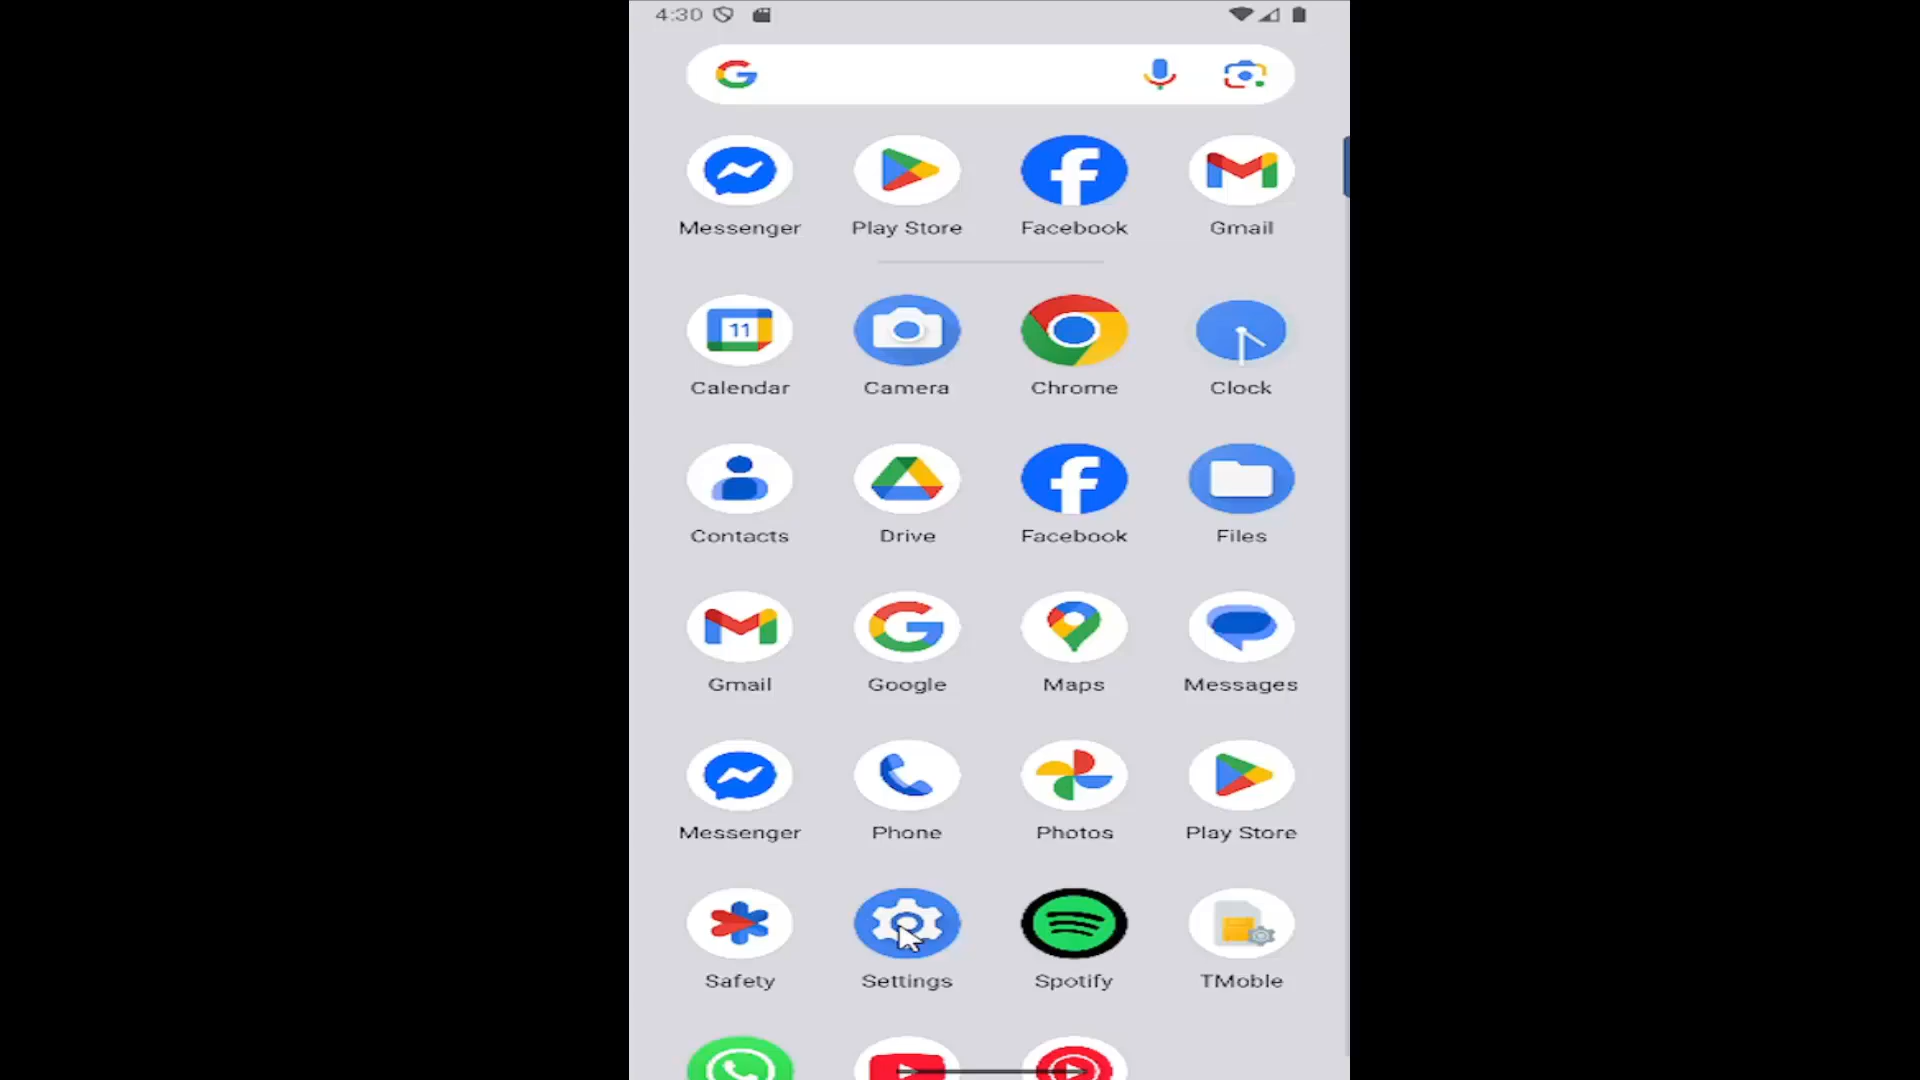 4:30
Messenger Play Store Facebook Gmail
Calendar Camera Chrome Clock
11
Contacts Drive Facebook Files
Gmail Google Maps Messages
Messenger Phone Photos Play Store
Safety Settings Spotify TMoble